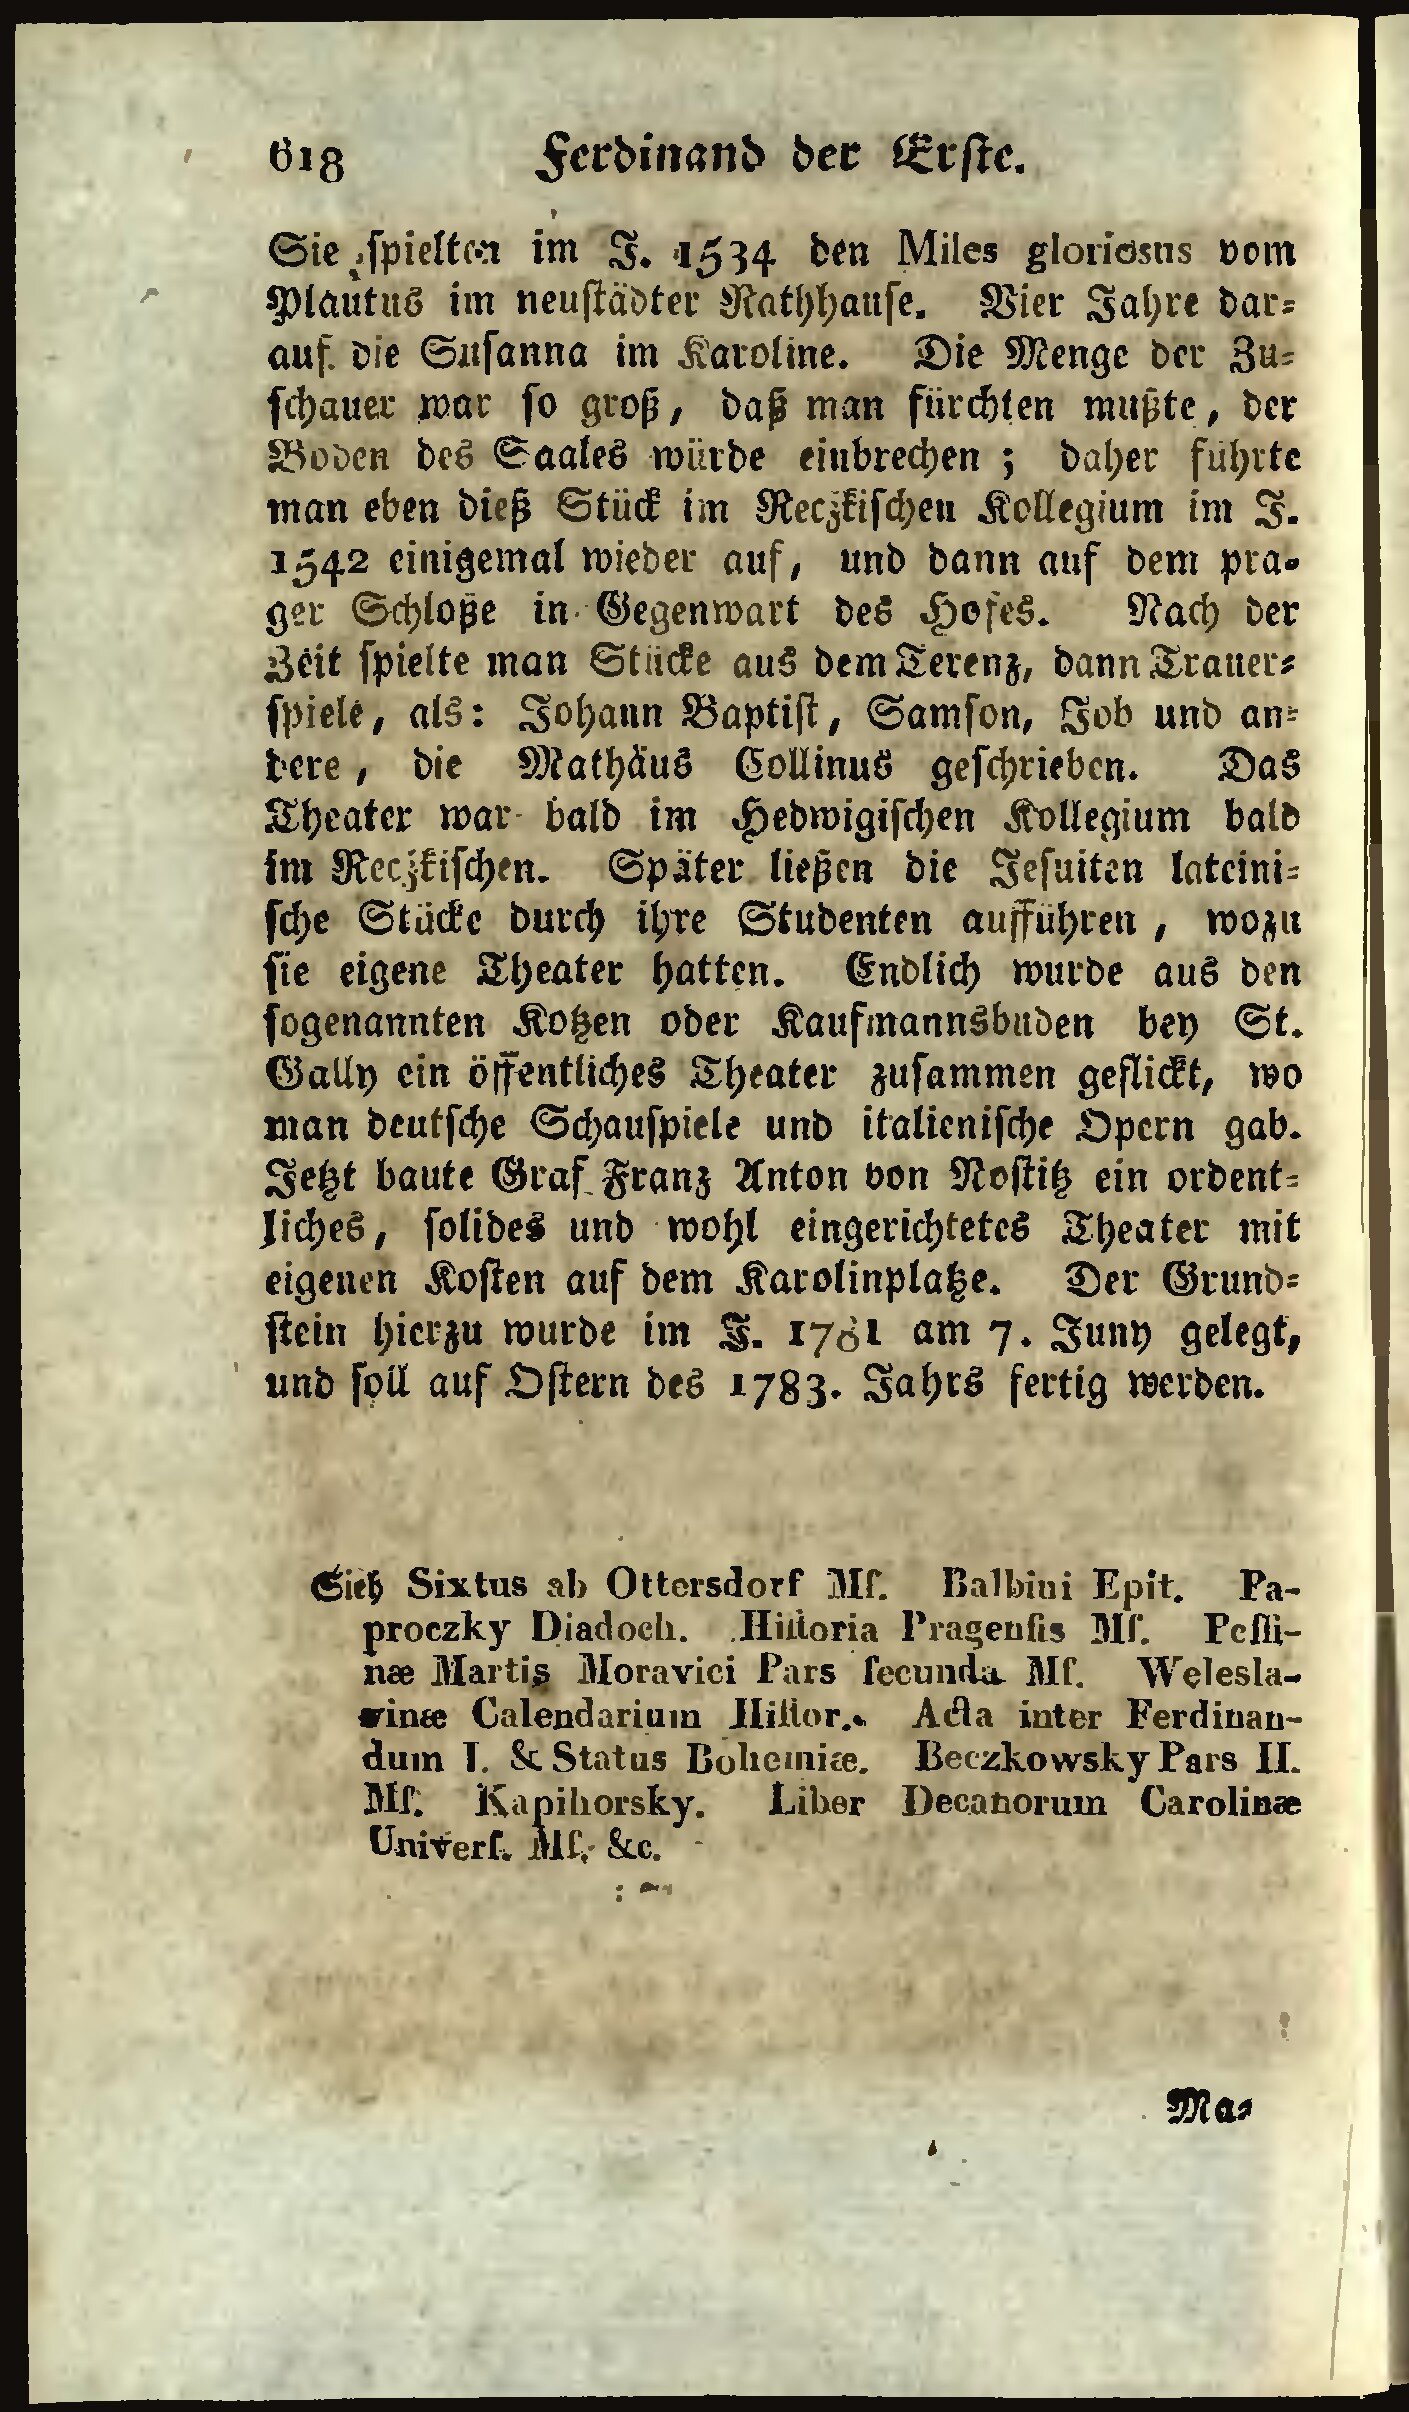 618 Ferdinand der Erste.
Sie spielten im J. 1534 den Miles gloriosus vom
Plautus im neustädter Rathhause. Vier Jahre dar-
auf die Susanna im Karoline. Die Menge der Zu-
schauer war so groß, daß man fürchten mußte, der
Boden des Saales würde einbrechen; daher führte
man eben dieß Stück im Reczkischen Kollegium im J.
1542 einigemal wieder auf, und dann auf dem pra-
ger Schloße in Gegenwart des Hofes. Nach der
Zeit spielte man Stücke aus dem Terenz, dann Trauer-
spiele, als: Johann Baptist, Samson, Job und an-
dere, die Mathäus Collinus geschrieben. Das
Theater war bald im Hedwigischen Kollegium bald
im Reczkischen. Später ließen die Jesuiten lateini-
sche Stücke durch ihre Studenten aufführen, wozu
sie eigene Theater hatten. Endlich wurde aus den
sogenannten Kotzen oder Kaufmannsbuden bey St.
Gally ein öffentliches Theater zusammen geflickt, wo
man deutsche Schauspiele und italienische Opern gab.
Jetzt baute Graf Franz Anton von Nostitz ein ordent-
liches, solides und wohl eingerichtetes Theater mit
eigenen Kosten auf dem Karolinplatze. Der Grund-
stein hierzu wurde im J. 1781 am 7. Juny gelegt,
und soll auf Ostern des 1783. Jahrs fertig werden.
Sieh Sixtus ab Ottersdorf Mſ. Balbini Epit. Pa-
proczky Diadoch. Hiſtoria Pragenſis Mſ. Peſſi-
næ Martis Moravici Pars ſecunda Mſ. Welesla-
vinæ Calendarium Hiſtor. Acta inter Ferdinan-
dum I. & Status Bohemiæ. Beczkowsky Pars II.
Mſ. Kapihorsky. Liber Decanorum Carolinæ
Univerſ. Mſ. &c.
Ma-